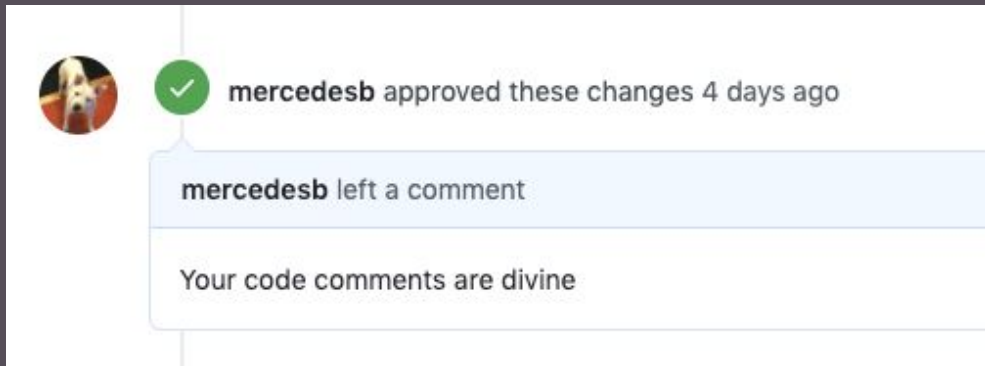 mercedesb approved these changes 4 days ago
mercedesb left a comment
Your code comments are divine